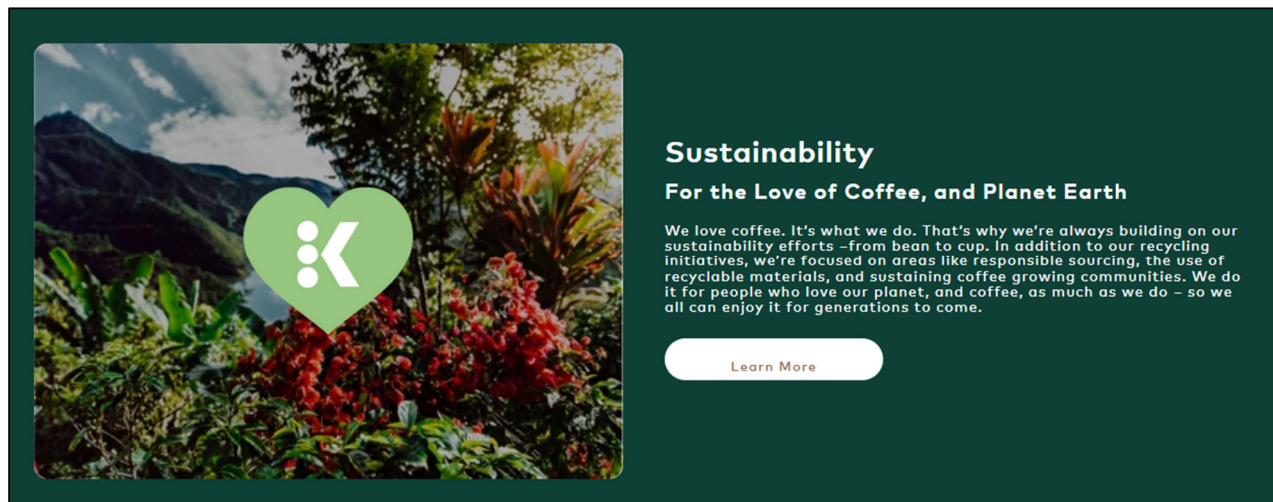 Sustainability
For the Love of Coffee, and Planet Earth
We love coffee. It's what we do. That's why we're always building on our
sustainability efforts –from bean to cup. In addition to our recycling
initiatives, we're focused on areas like responsible sourcing, the use of
recyclable materials, and sustaining coffee growing communities. We do
it for people who love our planet, and coffee, as much as we do – so we
all can enjoy it for generations to come.
Learn More
K